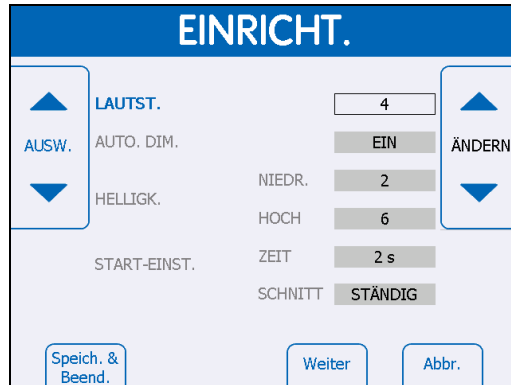 EINRICHT.
LAUTST. 4
AUSW. AUTO. DIM. EIN ÄNDERN
HELLIGK. NIEDR. 2
HOCH 6
START-EINST. ZEIT 2 s
SCHNITT STÄNDIG
Speich. &
Beend.
Weiter
Abbr.